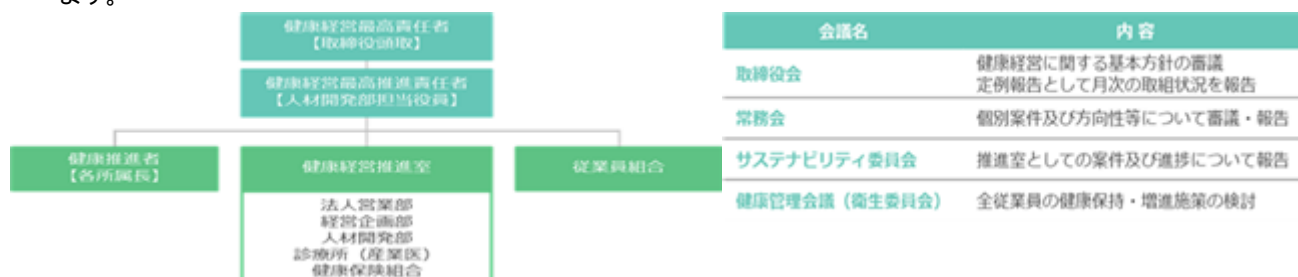 ます。
健康経営最高責任者
【取締役頭取】
健康経営最高推進責任者
【人材開発部担当役員】
健康推進者
【各所属長】
健康経営推進室
従業員組合
法人営業部
経営企画部
人材開発部
診療所（産業医）
健康保険組合
会議名 内容
取締役会 健康経営に関する基本方針の審議
定例報告として月次の取組状況を報告
常務会 個別案件及び方向性等について審議・報告
サステナビリティ委員会 推進室としての案件及び進捗について報告
健康管理会議（衛生委員会） 全従業員の健康保持・増進施策の検討